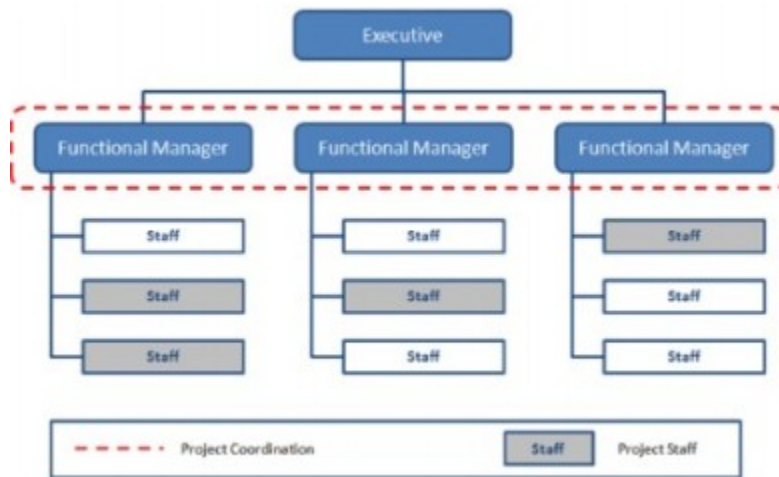 Executive
Functional Manager
Functional Manager
Functional Manager
Staff
Staff
Staff
Staff
Staff
Staff
Staff
Staff
Staff
Project Coordination
Staff
Project Staff